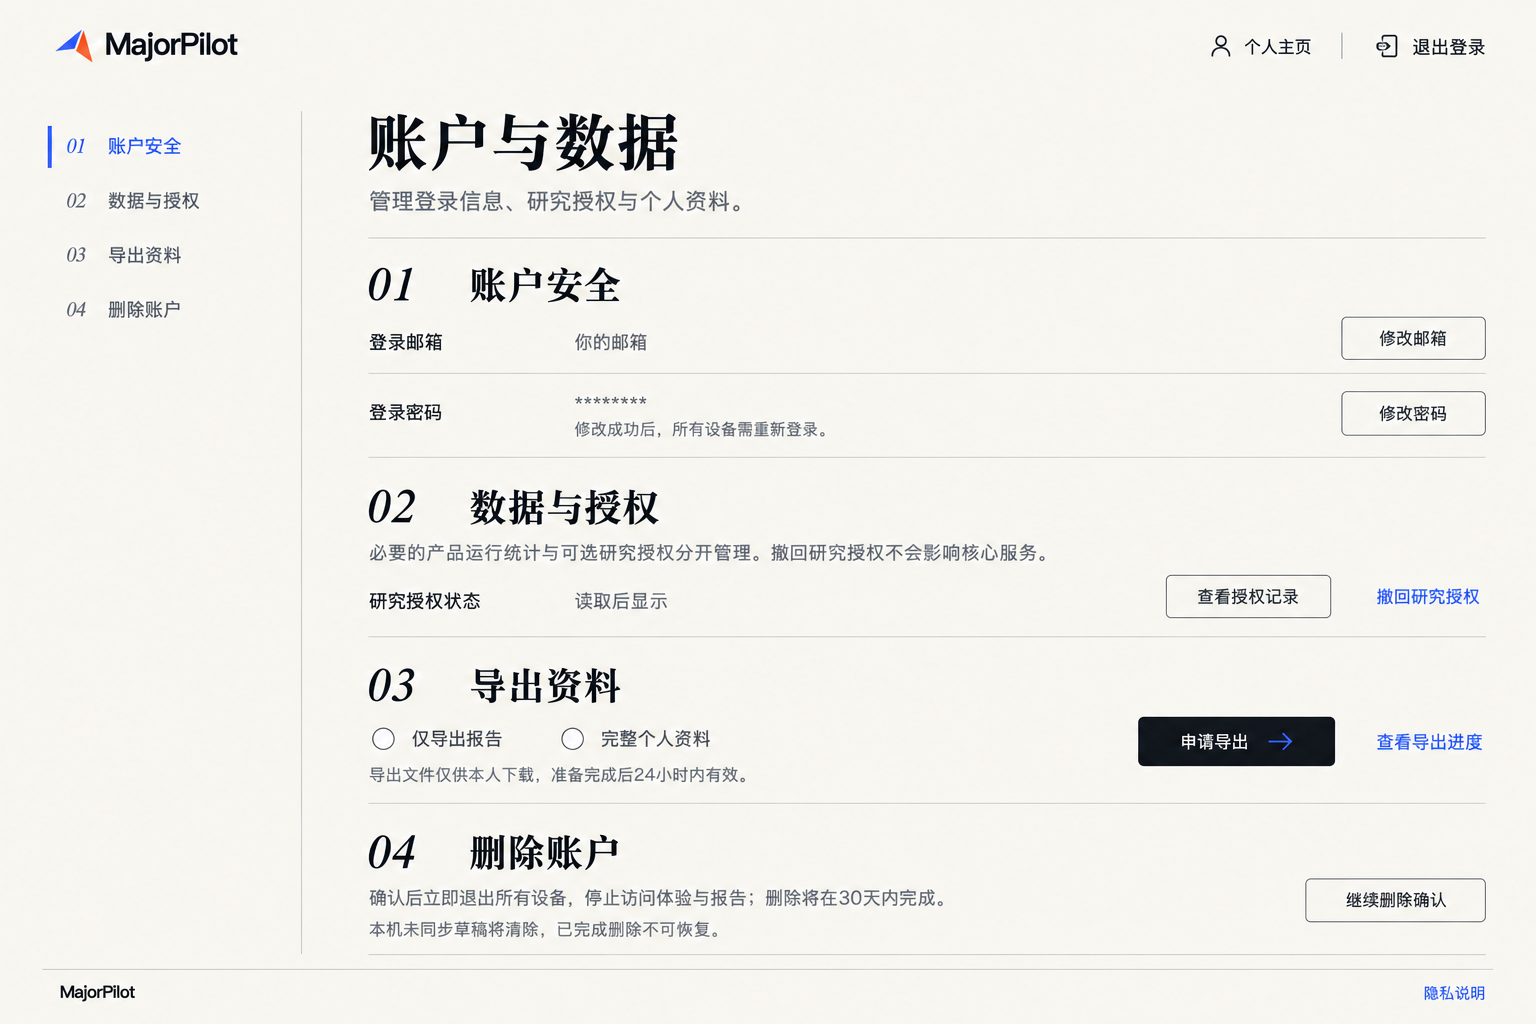 MajorPilot
个人主页
退出登录
01 账户安全
02 数据与授权
03 导出资料
04 删除账户
账户与数据
管理登录信息、研究授权与个人资料。
01 账户安全
登录邮箱 你的邮箱 修改邮箱
登录密码 ******** 修改密码
修改成功后，所有设备需重新登录。
02 数据与授权
必要的产品运行统计与可选研究授权分开管理。撤回研究授权不会影响核心服务。
研究授权状态 读取后显示 查看授权记录 撤回研究授权
03 导出资料
仅导出报告 完整个人资料 申请导出 → 查看导出进度
导出文件仅供本人下载，准备完成后24小时内有效。
04 删除账户
确认后立即退出所有设备，停止访问体验与报告；删除将在30天内完成。
本机未同步草稿将清除，已完成删除不可恢复。
继续删除确认
MajorPilot
隐私说明